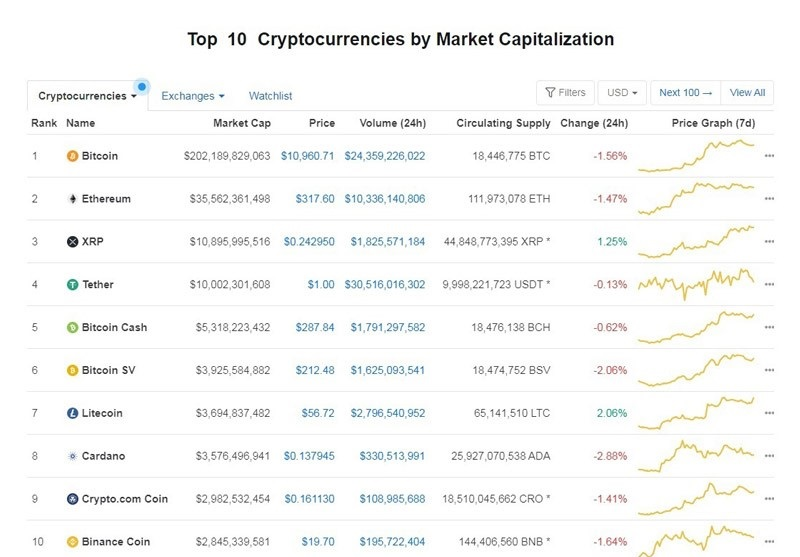 Top 10 Cryptocurrencies by Market Capitalization
Cryptocurrencies Exchanges Watchlist Filters USD Next 100 → View All
Rank Name Market Cap Price Volume (24h) Circulating Supply Change (24h) Price Graph (7d)
1 Bitcoin $202,189,829,063 $10,960.71 $24,359,226,022 18,446,775 BTC -1.56%
2 Ethereum $35,562,361,498 $317.60 $10,336,140,806 111,973,078 ETH -1.47%
3 XRP $10,895,995,516 $0.242950 $1,825,571,184 44,848,773,395 XRP * 1.25%
4 Tether $10,002,301,608 $1.00 $30,516,016,302 9,998,221,723 USDT * -0.13%
5 Bitcoin Cash $5,318,223,432 $287.84 $1,791,297,582 18,476,138 BCH -0.62%
6 Bitcoin SV $3,925,584,882 $212.48 $1,625,093,541 18,474,752 BSV -2.06%
7 Litecoin $3,694,837,482 $56.72 $2,796,540,952 65,141,510 LTC 2.06%
8 Cardano $3,576,496,941 $0.137945 $330,513,991 25,927,070,538 ADA -2.88%
9 Crypto.com Coin $2,982,532,454 $0.161130 $108,985,688 18,510,045,662 CRO * -1.41%
10 Binance Coin $2,845,339,581 $19.70 $195,722,404 144,406,560 BNB * -1.64%